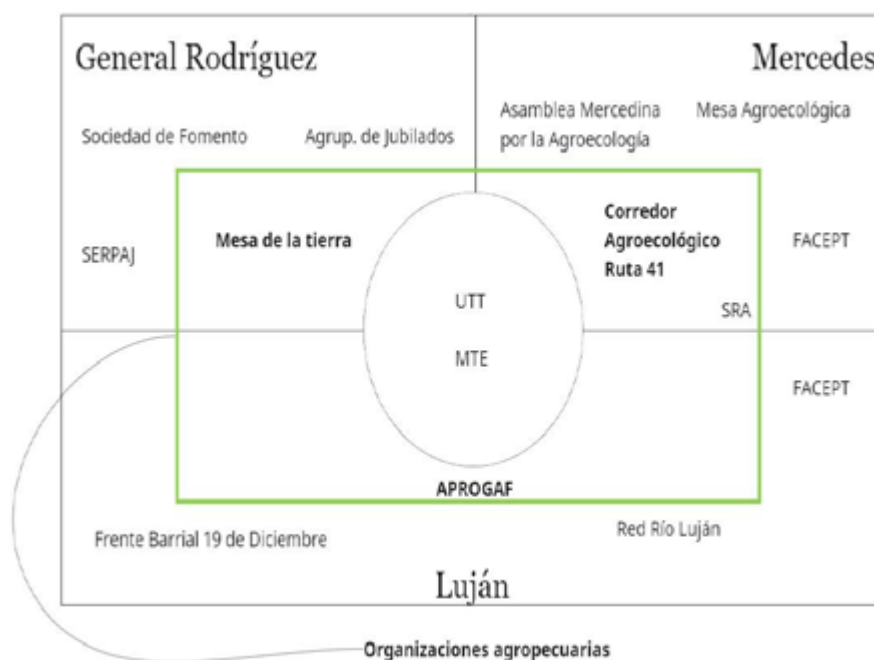 General Rodríguez
Mercedes
Sociedad de Fomento
Agrup. de Jubilados
Asamblea Mercedina
por la Agroecología
Mesa Agroecológica
SERPAJ
Mesa de la tierra
Corredor
Agroecológico
Ruta 41
FACEPT
UTT
SRA
MTE
FACEPT
APROGAF
Frente Barrial 19 de Diciembre
Red Río Luján
Luján
Organizaciones agropecuarias